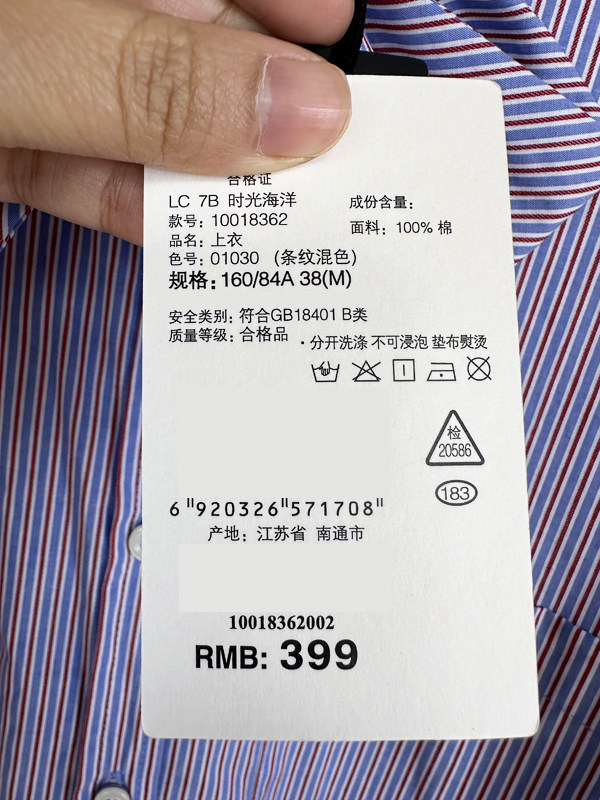 合格证
LC 7B 时光海洋
款号: 10018362
品名: 上衣
色号: 01030 (条纹混色)
规格: 160/84A 38(M)
成份含量:
面料: 100% 棉
安全类别: 符合GB18401 B类
质量等级: 合格品
·分开洗涤 不可浸泡 垫布熨烫
检
20586
183
6 920326 571708
产地: 江苏省 南通市
10018362002
RMB: 399